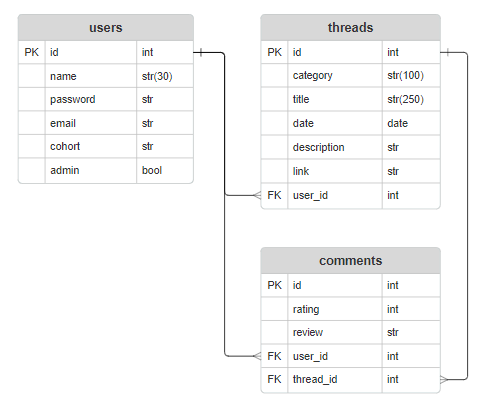 users
PK id int
name str(30)
password str
email str
cohort str
admin bool
threads
PK id int
category str(100)
title str(250)
date date
description str
link str
FK user_id int
comments
PK id int
rating int
review str
FK user_id int
FK thread_id int